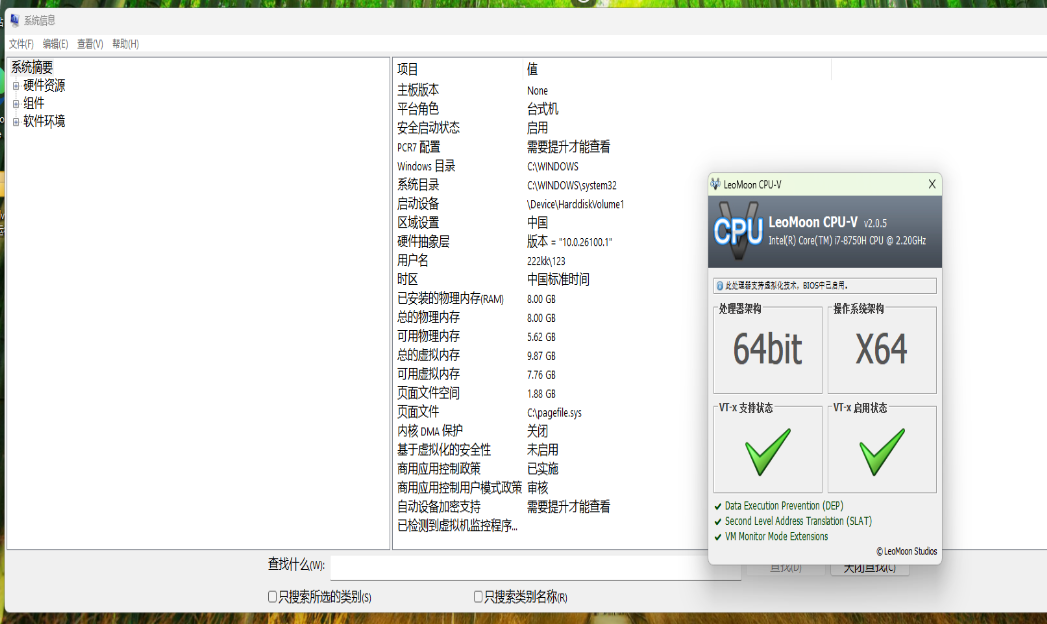 系统信息
文件(F) 编辑(E) 查看(V) 帮助(H)
系统摘要
硬件资源
组件
软件环境
项目 值
主板版本 None
平台角色 台式机
安全启动状态 启用
PCR7 配置 需要提升才能查看
Windows 目录 C:\WINDOWS
系统目录 C:\WINDOWS\system32
启动设备 \Device\HarddiskVolume1
区域设置 中国
硬件抽象层 版本 = "10.0.26100.1"
用户名 222kk\123
时区 中国标准时间
已安装的物理内存(RAM) 8.00 GB
总的物理内存 8.00 GB
可用物理内存 5.62 GB
总的虚拟内存 9.87 GB
可用虚拟内存 7.76 GB
页面文件空间 1.88 GB
页面文件 C:\pagefile.sys
内核 DMA 保护 关闭
基于虚拟化的安全性 未启用
商用应用控制政策 已实施
商用应用控制用户模式政策 审核
自动设备加密支持 需要提升才能查看
已检测到虚拟机监控程序...
查找什么(W):
查找(D) 关闭查找(C)
只搜索所选的类别(S) 只搜索类别名称(R)
LeoMoon CPU-V X
CPU
LeoMoon CPU-V v2.0.5
Intel(R) Core(TM) i7-8750H CPU @ 2.20GHz
此处理器支持虚拟化技术，BIOS中已启用。
处理器架构 操作系统架构
64bit X64
VT-x 支持状态 VT-x 启用状态
Data Execution Prevention (DEP)
Second Level Address Translation (SLAT)
VM Monitor Mode Extensions
© LeoMoon Studios